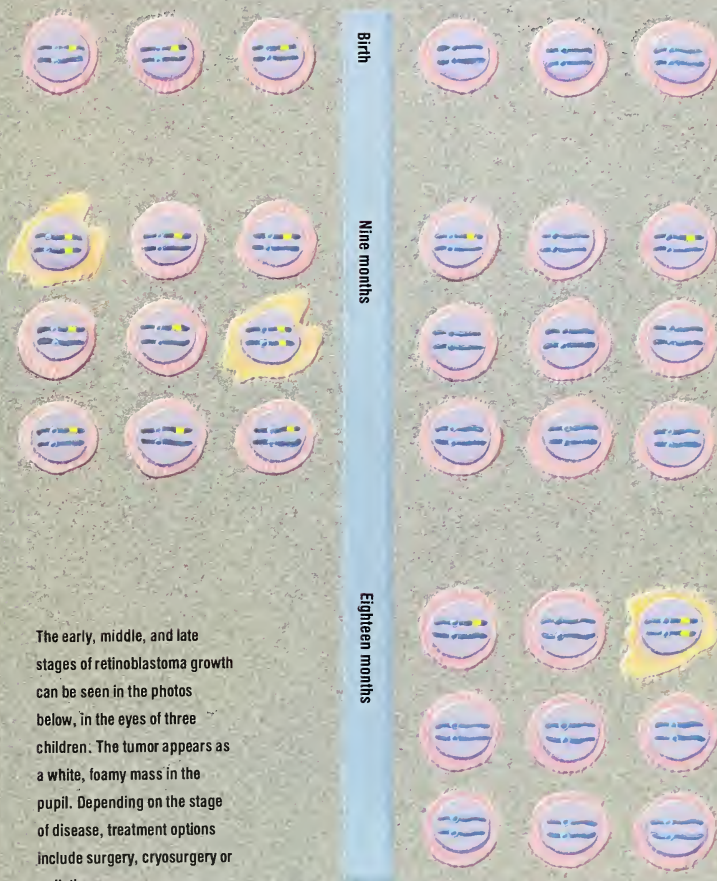 Birth
Nine months
Eighteen months
The early, middle, and late
stages of retinoblastoma growth
can be seen in the photos
below, in the eyes of three
children. The tumor appears as
a white, foamy mass in the
pupil. Depending on the stage
of disease, treatment options
include surgery, cryosurgery or